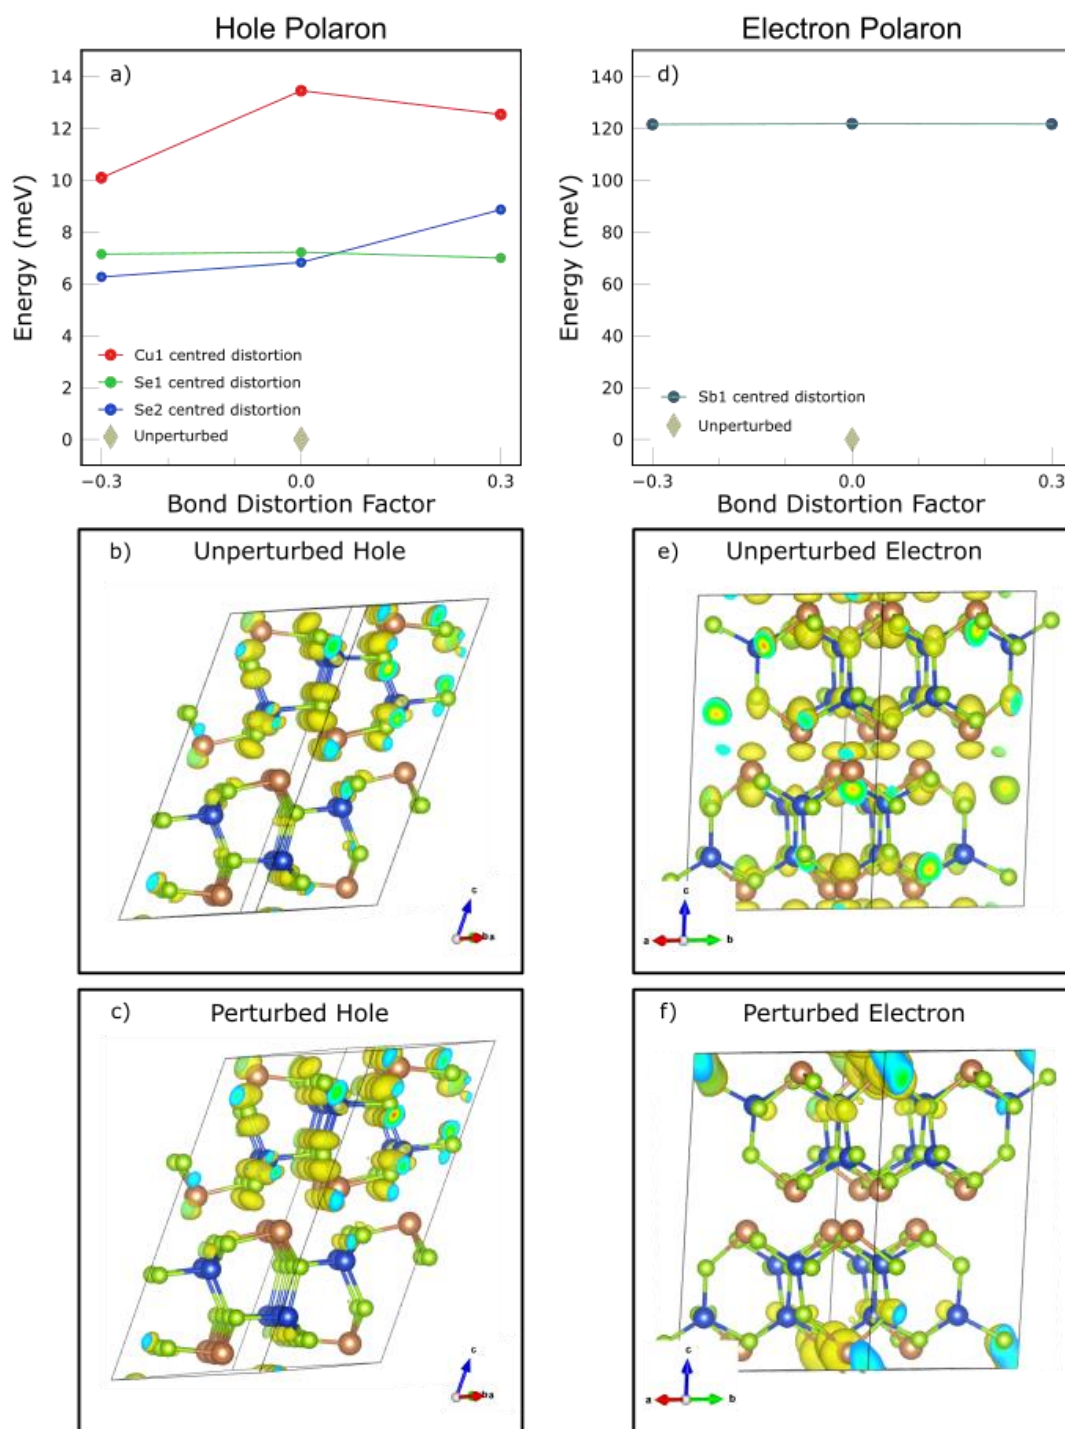 Hole Polaron
a)
Energy (meV)
14
12
10
8
6
4
2
0
Cu1 centred distortion
Se1 centred distortion
Se2 centred distortion
Unperturbed
−0.3
0.0
0.3
Bond Distortion Factor
Electron Polaron
d)
Energy (meV)
140
120
100
80
60
40
20
0
Sb1 centred distortion
Unperturbed
−0.3
0.0
0.3
Bond Distortion Factor
b) Unperturbed Hole
c
b a
e) Unperturbed Electron
c
a
b
c) Perturbed Hole
c
b a
f) Perturbed Electron
c
a
b